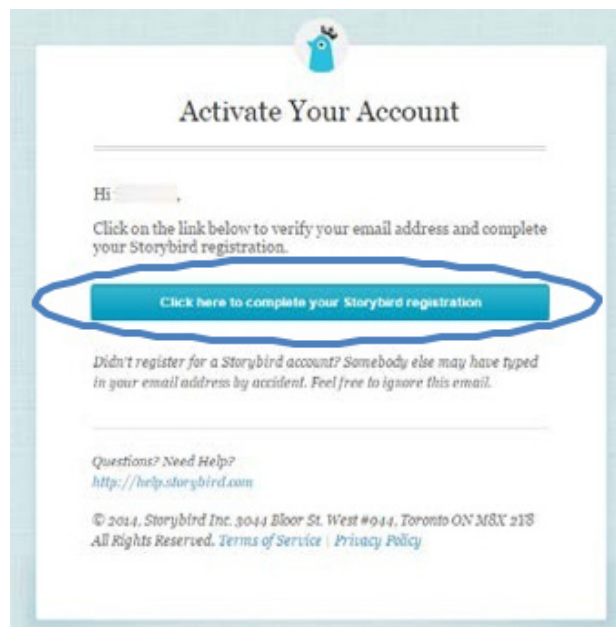 Activate Your Account
Hi ,
Click on the link below to verify your email address and complete
your Storybird registration.
Click here to complete your Storybird registration
Didn't register for a Storybird account? Somebody else may have typed
in your email address by accident. Feel free to ignore this email.
Questions? Need Help?
http://help.storybird.com
© 2014, Storybird Inc. 3044 Bloor St. West #944, Toronto ON M8X 2Y8
All Rights Reserved. Terms of Service | Privacy Policy